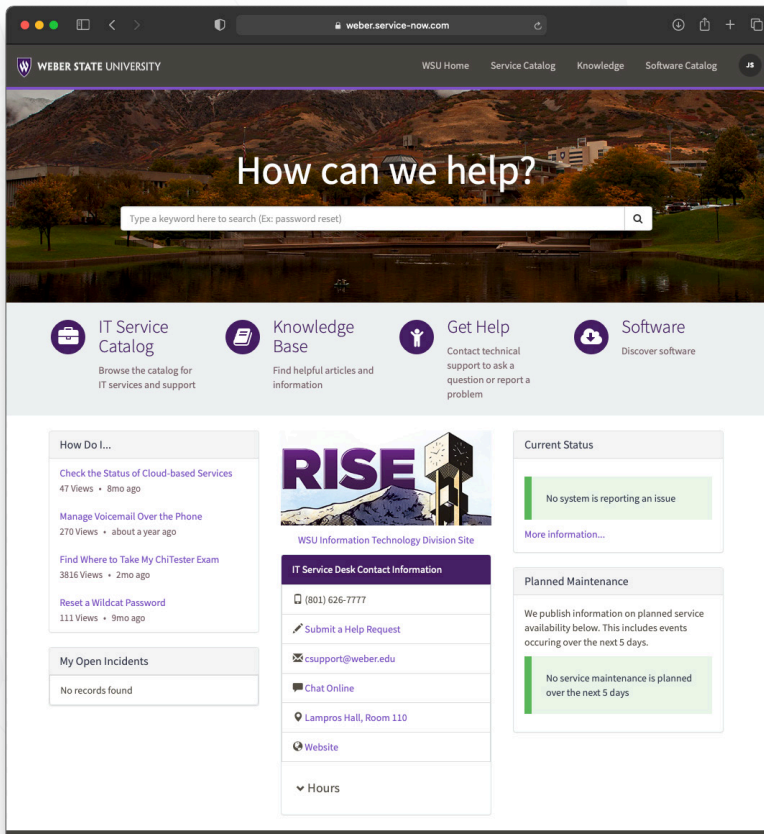 weber.service-now.com
W WEBER STATE UNIVERSITY
WSU Home Service Catalog Knowledge Software Catalog JS
How can we help?
Type a keyword here to search (Ex: password reset)
IT Service
Catalog
Browse the catalog for
IT services and support
Knowledge
Base
Find helpful articles and
information
Get Help
Contact technical
support to ask a
question or report a
problem
Software
Discover software
How Do I...
Check the Status of Cloud-based Services
47 Views • 8mo ago
Manage Voicemail Over the Phone
270 Views • about a year ago
Find Where to Take My ChiTester Exam
3816 Views • 2mo ago
Reset a Wildcat Password
111 Views • 9mo ago
My Open Incidents
No records found
RISE
WSU Information Technology Division Site
IT Service Desk Contact Information
(801) 626-7777
Submit a Help Request
csupport@weber.edu
Chat Online
Lampros Hall, Room 110
Website
Hours
Current Status
No system is reporting an issue
More information...
Planned Maintenance
We publish information on planned service
availability below. This includes events
occuring over the next 5 days.
No service maintenance is planned
over the next 5 days